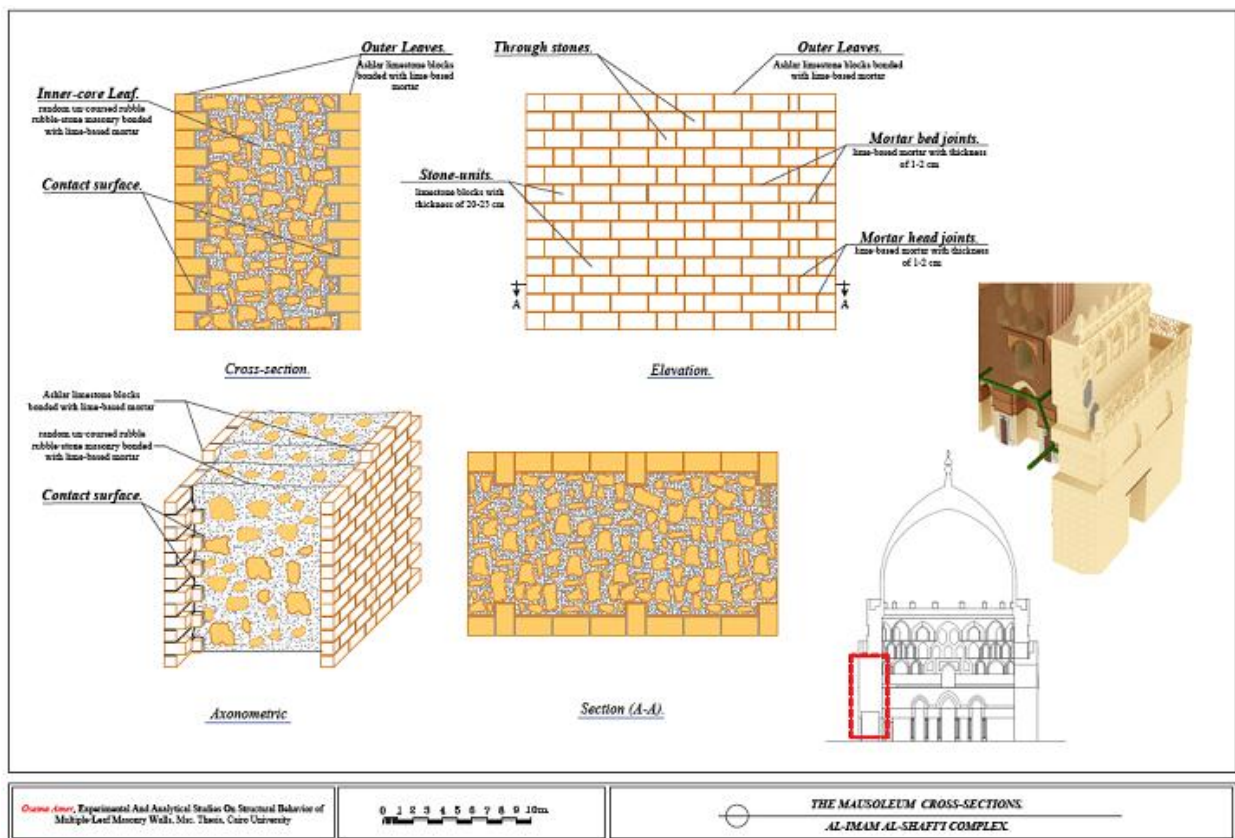 Outer Leaves.
Ashlar limestone blocks
bonded with lime-based
mortar
Inner-core Leaf.
random un-coursed rubble
rubble-stone masonry bonded
with lime-based mortar
Contact surface.
Cross-section.
Through stones.
Outer Leaves.
Ashlar limestone blocks bonded
with lime-based mortar
Mortar bed joints.
lime-based mortar with thickness
of 1-2 cm
Stone-units.
limestone blocks with
thickness of 20-25 cm
Mortar head joints.
lime-based mortar with thickness
of 1-2 cm
A
A
Elevation.
Ashlar limestone blocks
bonded with lime-based mortar
random un-coursed rubble
rubble-stone masonry bonded
with lime-based mortar
Contact surface.
Axonometric
Section (A-A).
Osama Amer, Experimental And Analytical Studies On Structural Behavior of
Multiple-Leaf Masonry Walls, Msc. Thesis, Cairo University
0 1 2 3 4 5 6 7 8 9 10m
THE MAUSOLEUM CROSS-SECTIONS.
AL-IMAM AL-SHAFI'I COMPLEX.